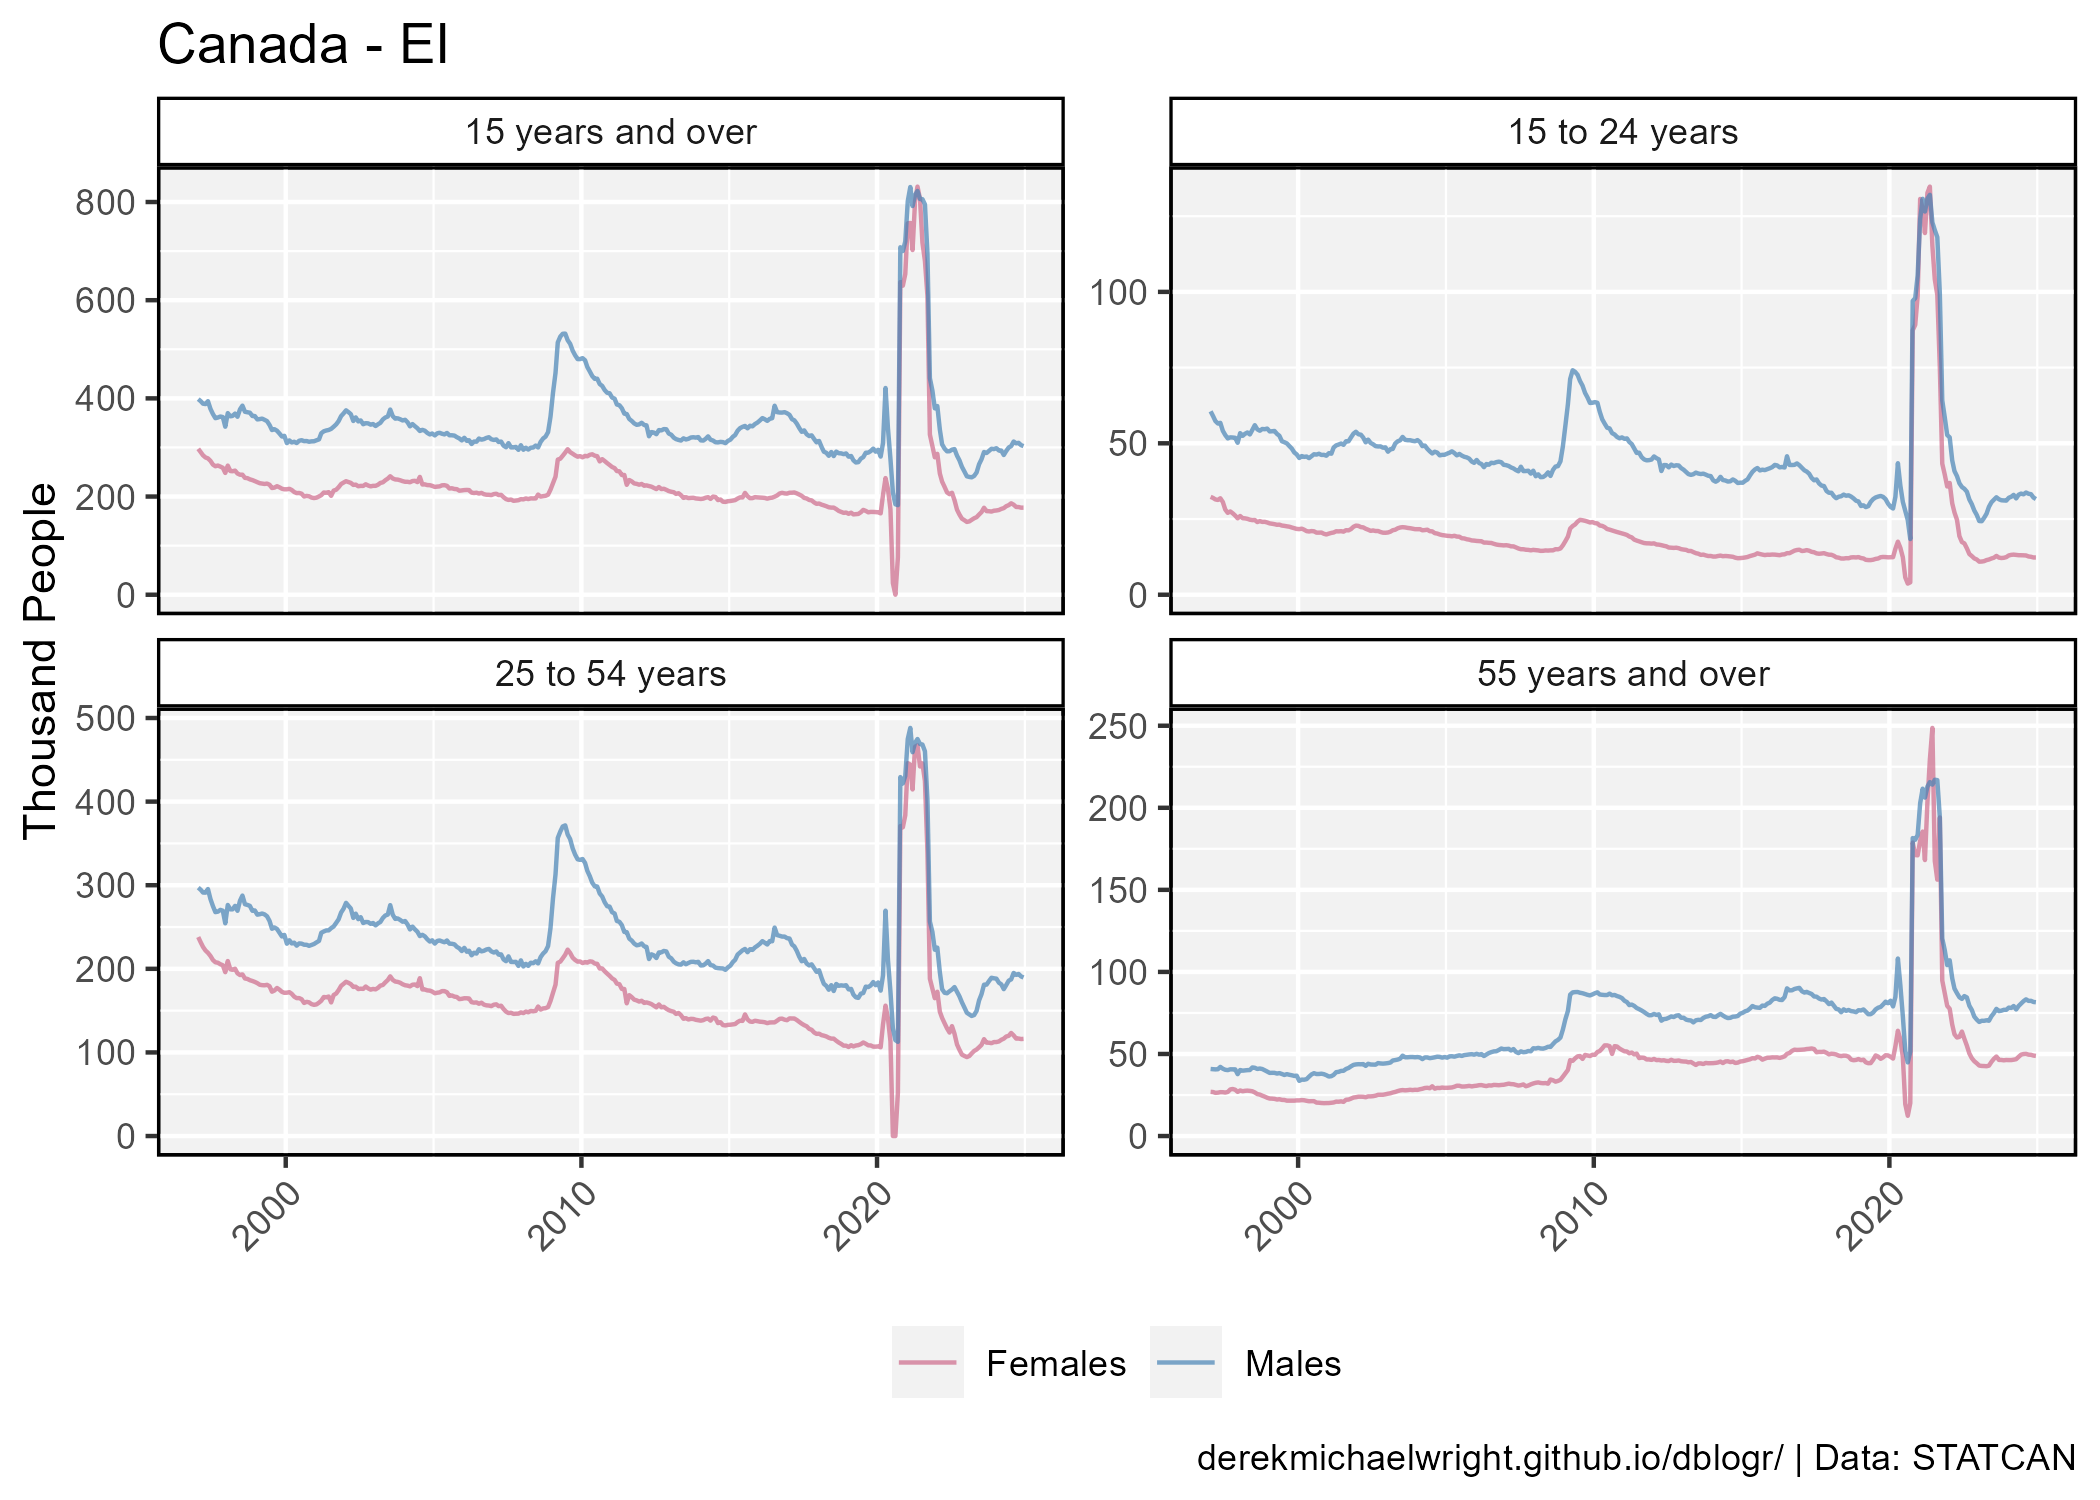 Canada - EI
Thousand People
15 years and over
800
600
400
200
0
15 to 24 years
100
50
0
25 to 54 years
500
400
300
200
100
0
2000
2010
2020
55 years and over
250
200
150
100
50
0
2000
2010
2020
Females
Males
derekmichaelwright.github.io/dblogr/ | Data: STATCAN